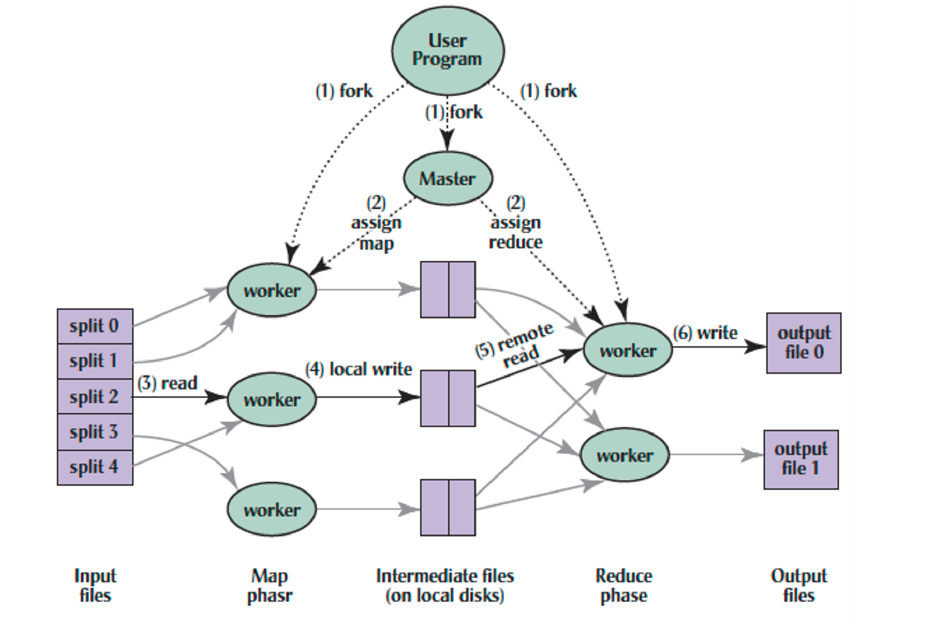 User
Program
(1) fork
(1) fork
(1) fork
Master
(2)
assign
map
(2)
assign
reduce
worker
split 0
split 1
split 2
split 3
split 4
(3) read
worker
(4) local write
worker
(5) remote
read
worker
(6) write
output
file 0
worker
output
file 1
Input
files
Map
phasr
Intermediate files
(on local disks)
Reduce
phase
Output
files